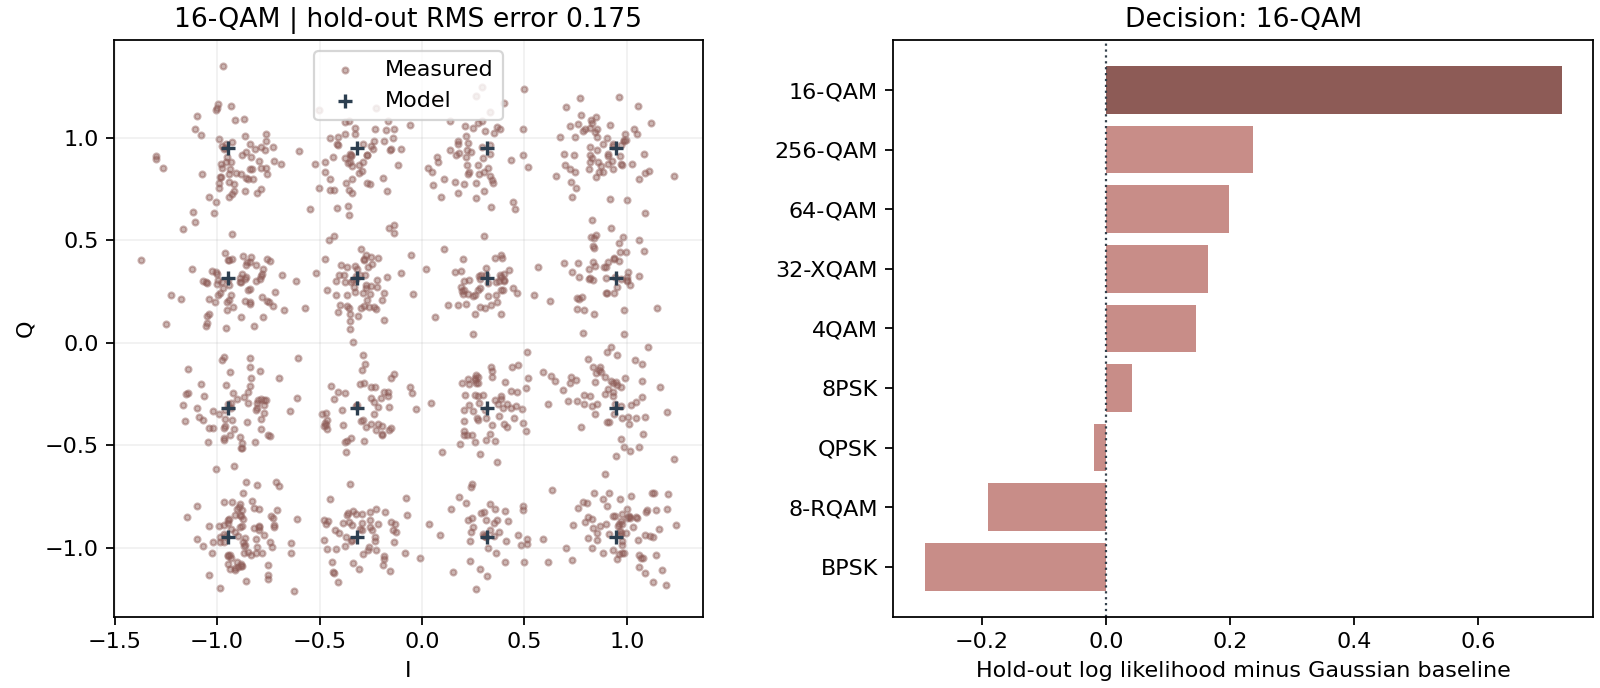 16-QAM | hold-out RMS error 0.175
Measured
Model
1.0
0.5
0.0
−0.5
−1.0
Q
−1.5
−1.0
−0.5
0.0
0.5
1.0
I
Decision: 16-QAM
16-QAM
256-QAM
64-QAM
32-XQAM
4QAM
8PSK
QPSK
8-RQAM
BPSK
−0.2
0.0
0.2
0.4
0.6
Hold-out log likelihood minus Gaussian baseline